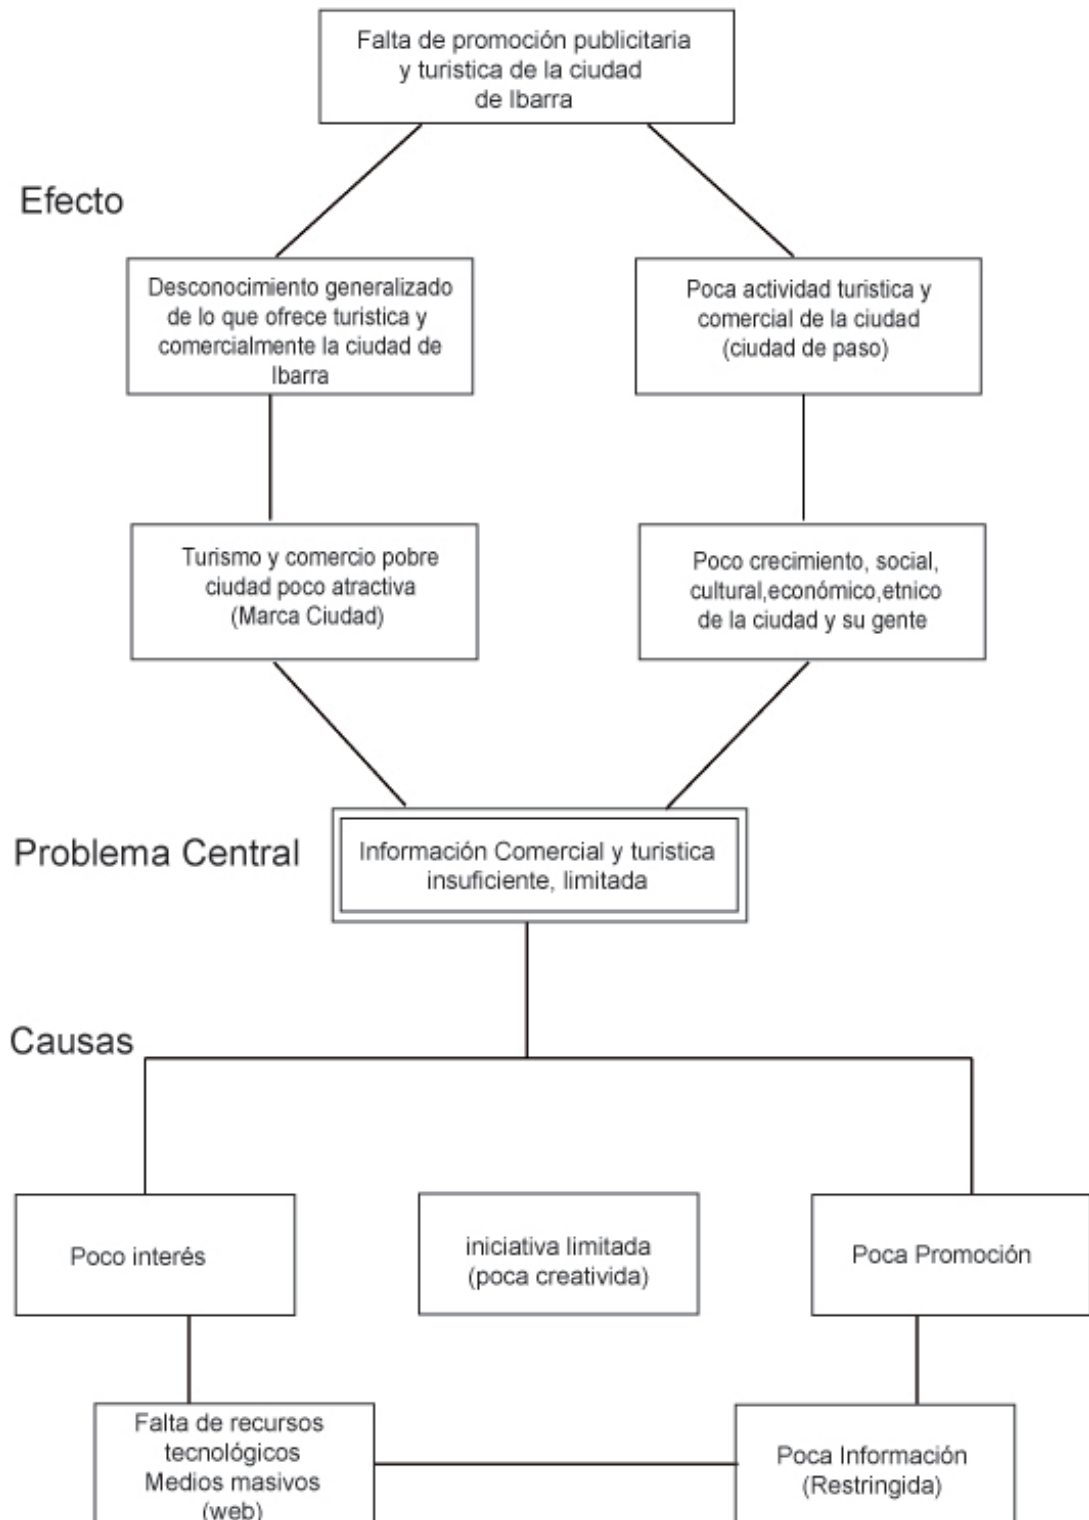 Falta de promoción publicitaria
y turistica de la ciudad
de Ibarra
Efecto
Desconocimiento generalizado
de lo que ofrece turistica y
comercialmente la ciudad de
Ibarra
Poca actividad turistica y
comercial de la ciudad
(ciudad de paso)
Turismo y comercio pobre
ciudad poco atractiva
(Marca Ciudad)
Poco crecimiento, social,
cultural,económico,etnico
de la ciudad y su gente
Problema Central
Información Comercial y turistica
insuficiente, limitada
Causas
Poco interés
iniciativa limitada
(poca creativida)
Poca Promoción
Falta de recursos
tecnológicos
Medios masivos
(web)
Poca Información
(Restringida)